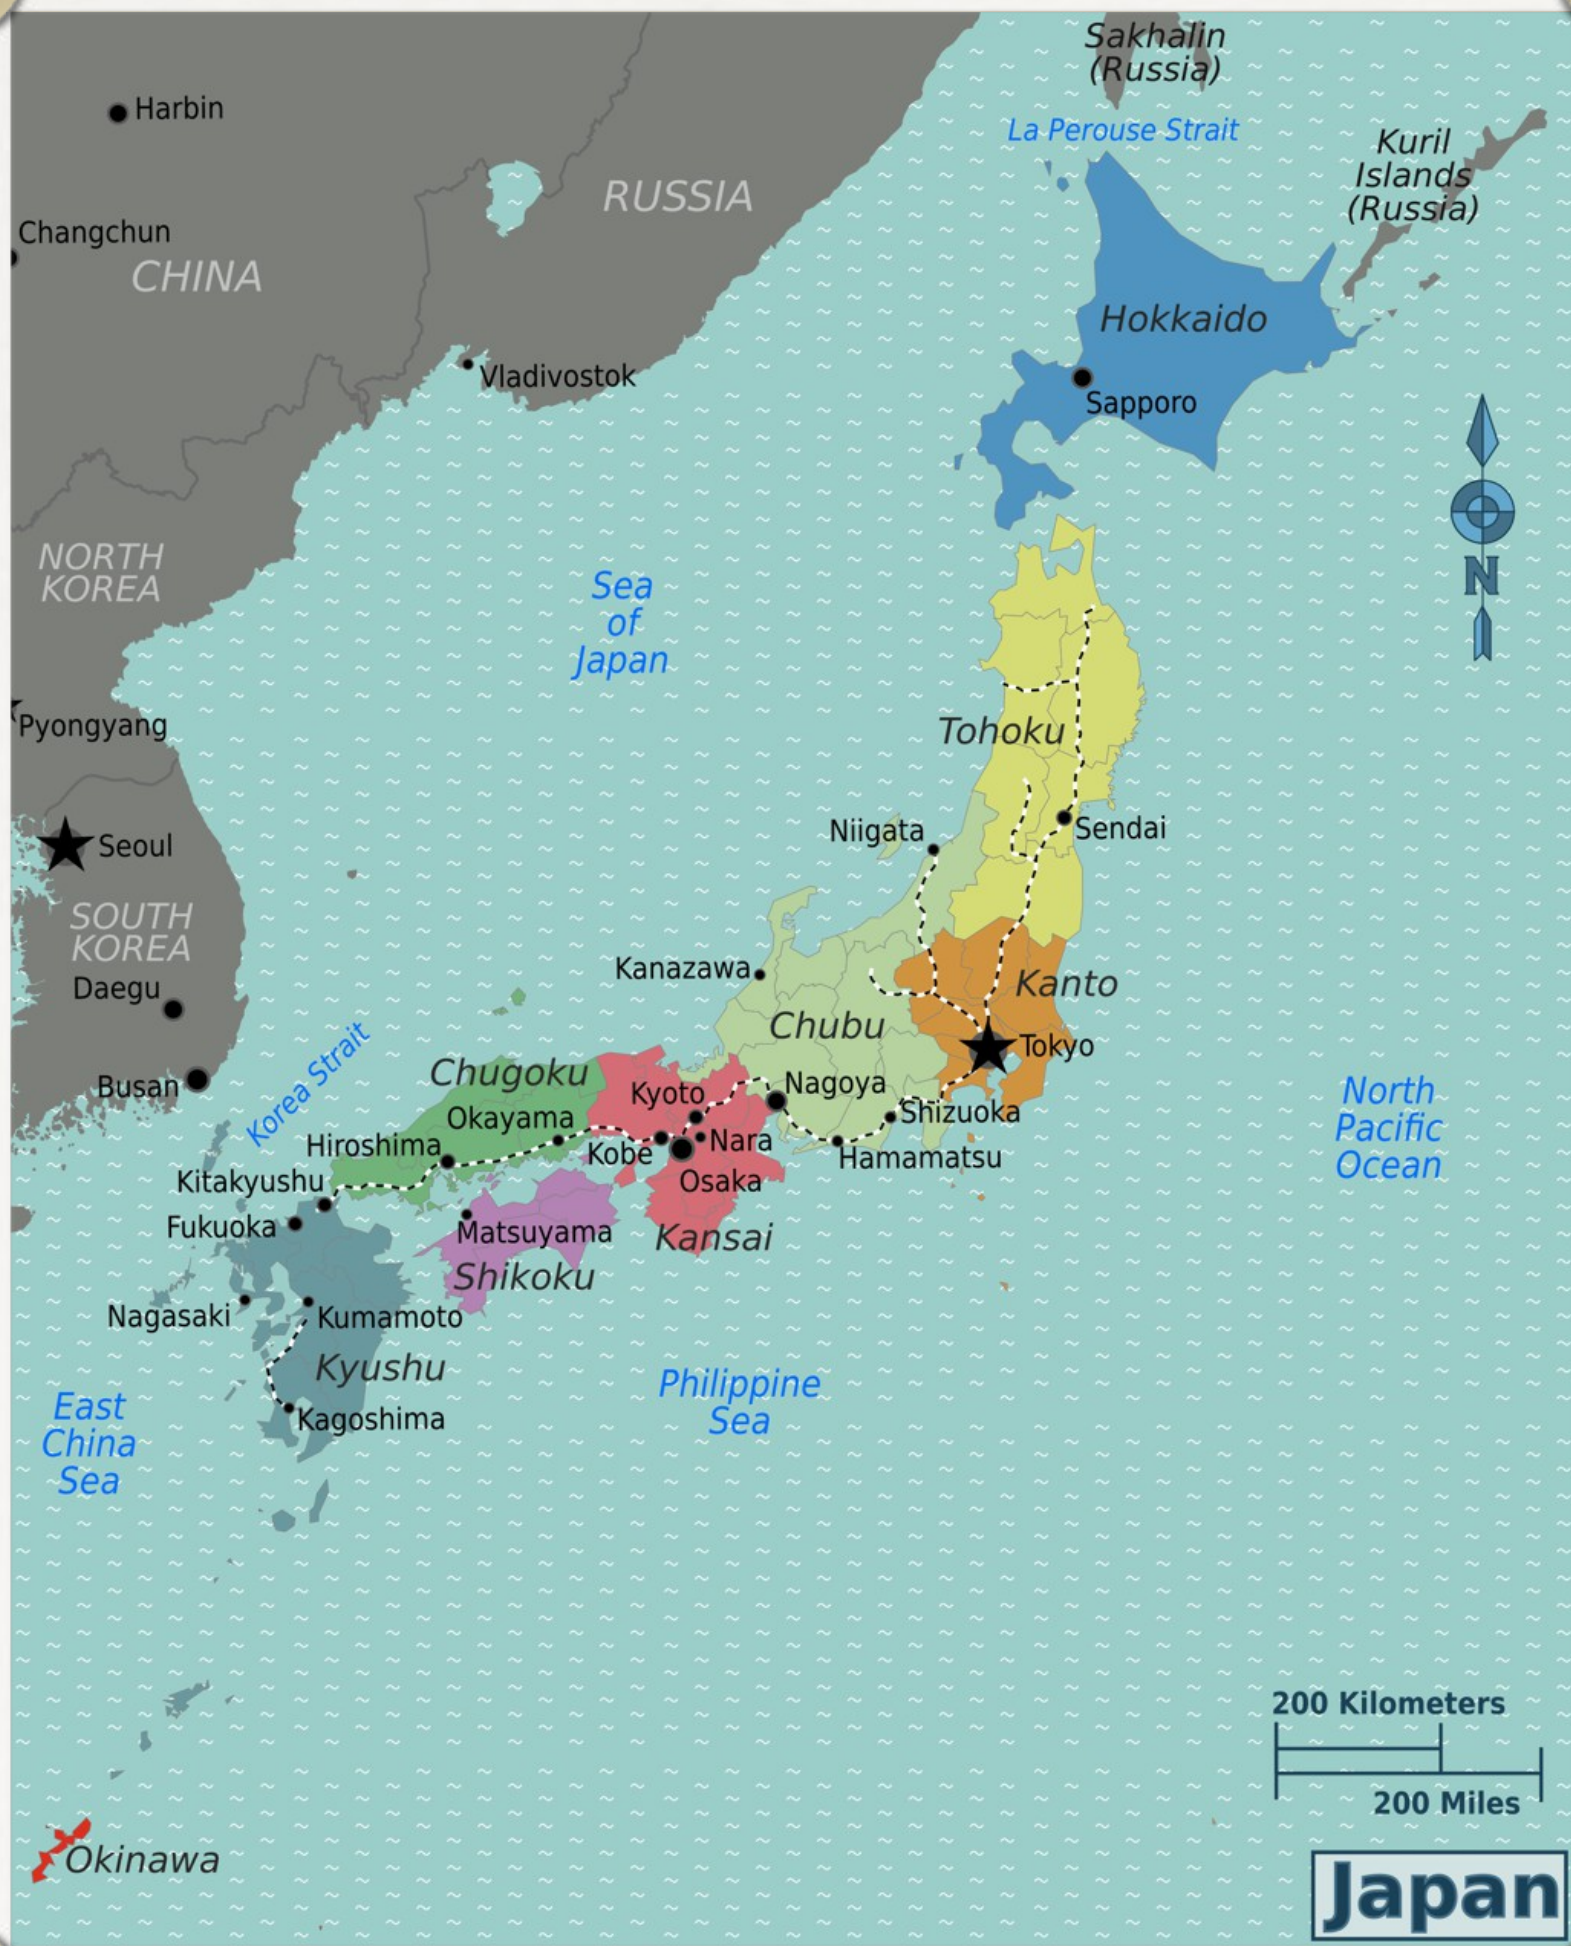 Sakhalin
(Russia)
Harbin
La Perouse Strait
Kuril
Islands
(Russia)
RUSSIA
Changchun
CHINA
Hokkaido
Vladivostok
Sapporo
NORTH
KOREA
N
Sea
of
Japan
Pyongyang
Tohoku
Niigata
Sendai
Seoul
SOUTH
KOREA
Kanazawa
Kanto
Daegu
Chubu
Tokyo
Korea Strait
Chugoku
Busan
Kyoto
Nagoya
North
Pacific
Ocean
Okayama
Shizuoka
Hiroshima
Kobe
Nara
Hamamatsu
Kitakyushu
Osaka
Fukuoka
Matsuyama
Kansai
Shikoku
Nagasaki
Kumamoto
Kyushu
Philippine
Sea
East
China
Sea
Kagoshima
200 Kilometers
200 Miles
Okinawa
Japan